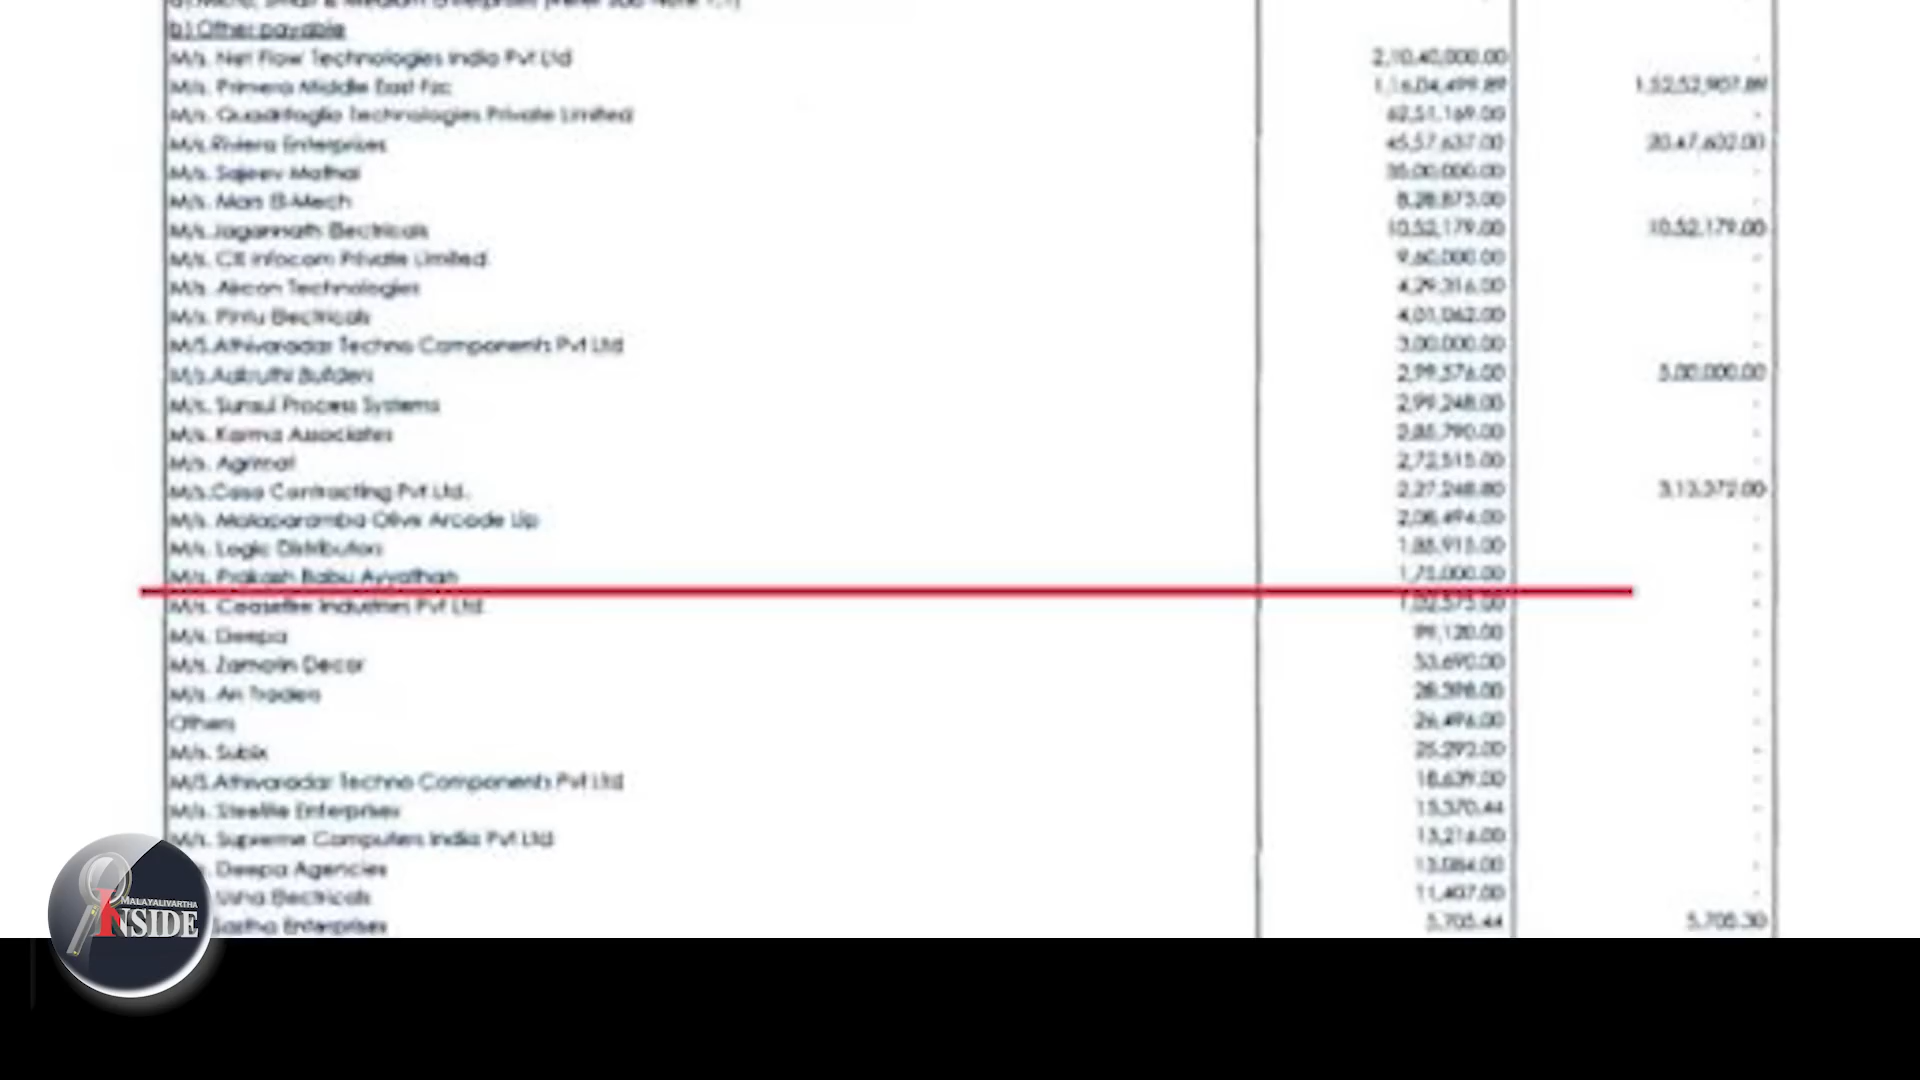 b) Other payable
M/s. Net Flow Technologies India Pvt Ltd 2,10,40,000.00 -
M/s. Primero Middle East Fzc 1,16,04,499.89 1,52,52,907.89
M/s. Quadrifoglio Technologies Private Limited 62,51,169.00 -
M/s.Riviera Enterprises 45,57,637.00 20,47,602.00
M/s. Sajeev Mathai 35,00,000.00 -
M/s. Mars El-Mech 8,28,873.00 -
M/s.Jagannath Electricals 10,52,179.00 10,52,179.00
M/s. Infocom Private Limited 9,60,000.00 -
M/s. Technologies 4,29,316.00 -
M/s. Pintu Electricals 4,01,062.00 -
M/S.Athivaradar Techno Components Pvt Ltd 3,00,000.00 -
M/s.Aakruthi Builders 2,99,576.00 5,00,000.00
M/s. Sunsul Process Systems 2,99,248.00 -
M/s. Karma Associates 2,85,790.00 -
M/s. Agrimat 2,72,515.00 -
M/s.Casa Contracting Pvt Ltd. 2,27,248.80 3,13,372.00
M/s. Malaparamba Olive Arcade Llp 2,08,494.00 -
M/s. Logic Distributors 1,85,915.00 -
M/s. Prakash Babu Ayyathan 1,75,000.00 -
M/s. Ceasefire Industries Pvt Ltd 1,02,575.00 -
M/s. Deepa 99,120.00 -
M/s. Zamorin Decor 53,690.00 -
M/s. Ari Traders 28,398.00 -
Others 26,496.00 -
M/s. Subix 25,292.00 -
M/S.Athivaradar Techno Components Pvt Ltd 18,639.00 -
M/s. Steelite Enterprises 15,370.44 -
M/s. Supreme Computers India Pvt Ltd 13,216.00 -
Deepa Agencies 13,084.00 -
Usha Electricals 11,407.00 -
Sastha Enterprises 5,705.44 5,705.30
MALAYALIVARTHA
INSIDE